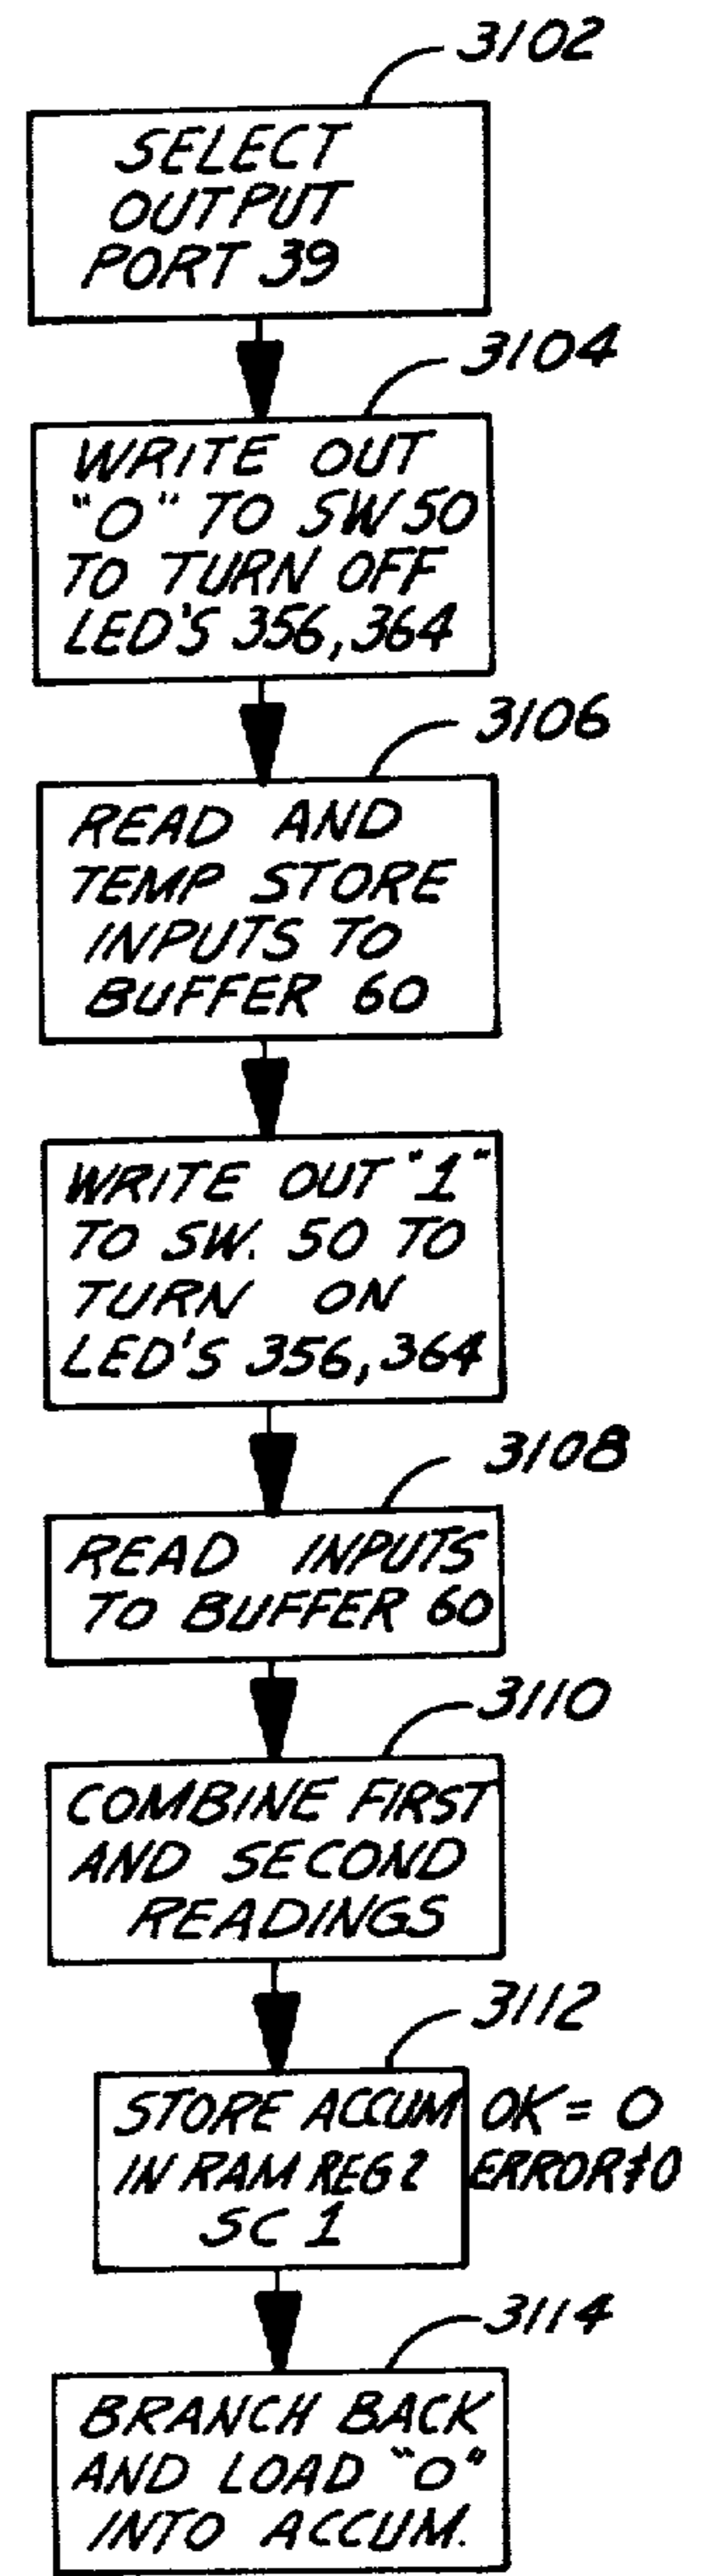 3102
SELECT
OUTPUT
PORT 39
3104
WRITE OUT
"O" TO SW 50
TO TURN OFF
LED'S 356,364
3106
READ AND
TEMP STORE
INPUTS TO
BUFFER 60
WRITE OUT "1"
TO SW. 50 TO
TURN ON
LED'S 356,364
3108
READ INPUTS
TO BUFFER 60
3110
COMBINE FIRST
AND SECOND
READINGS
3112
STORE ACCUM OK = 0
IN RAM REG 2 ERROR≠0
SC 1
3114
BRANCH BACK
AND LOAD "0"
INTO ACCUM.